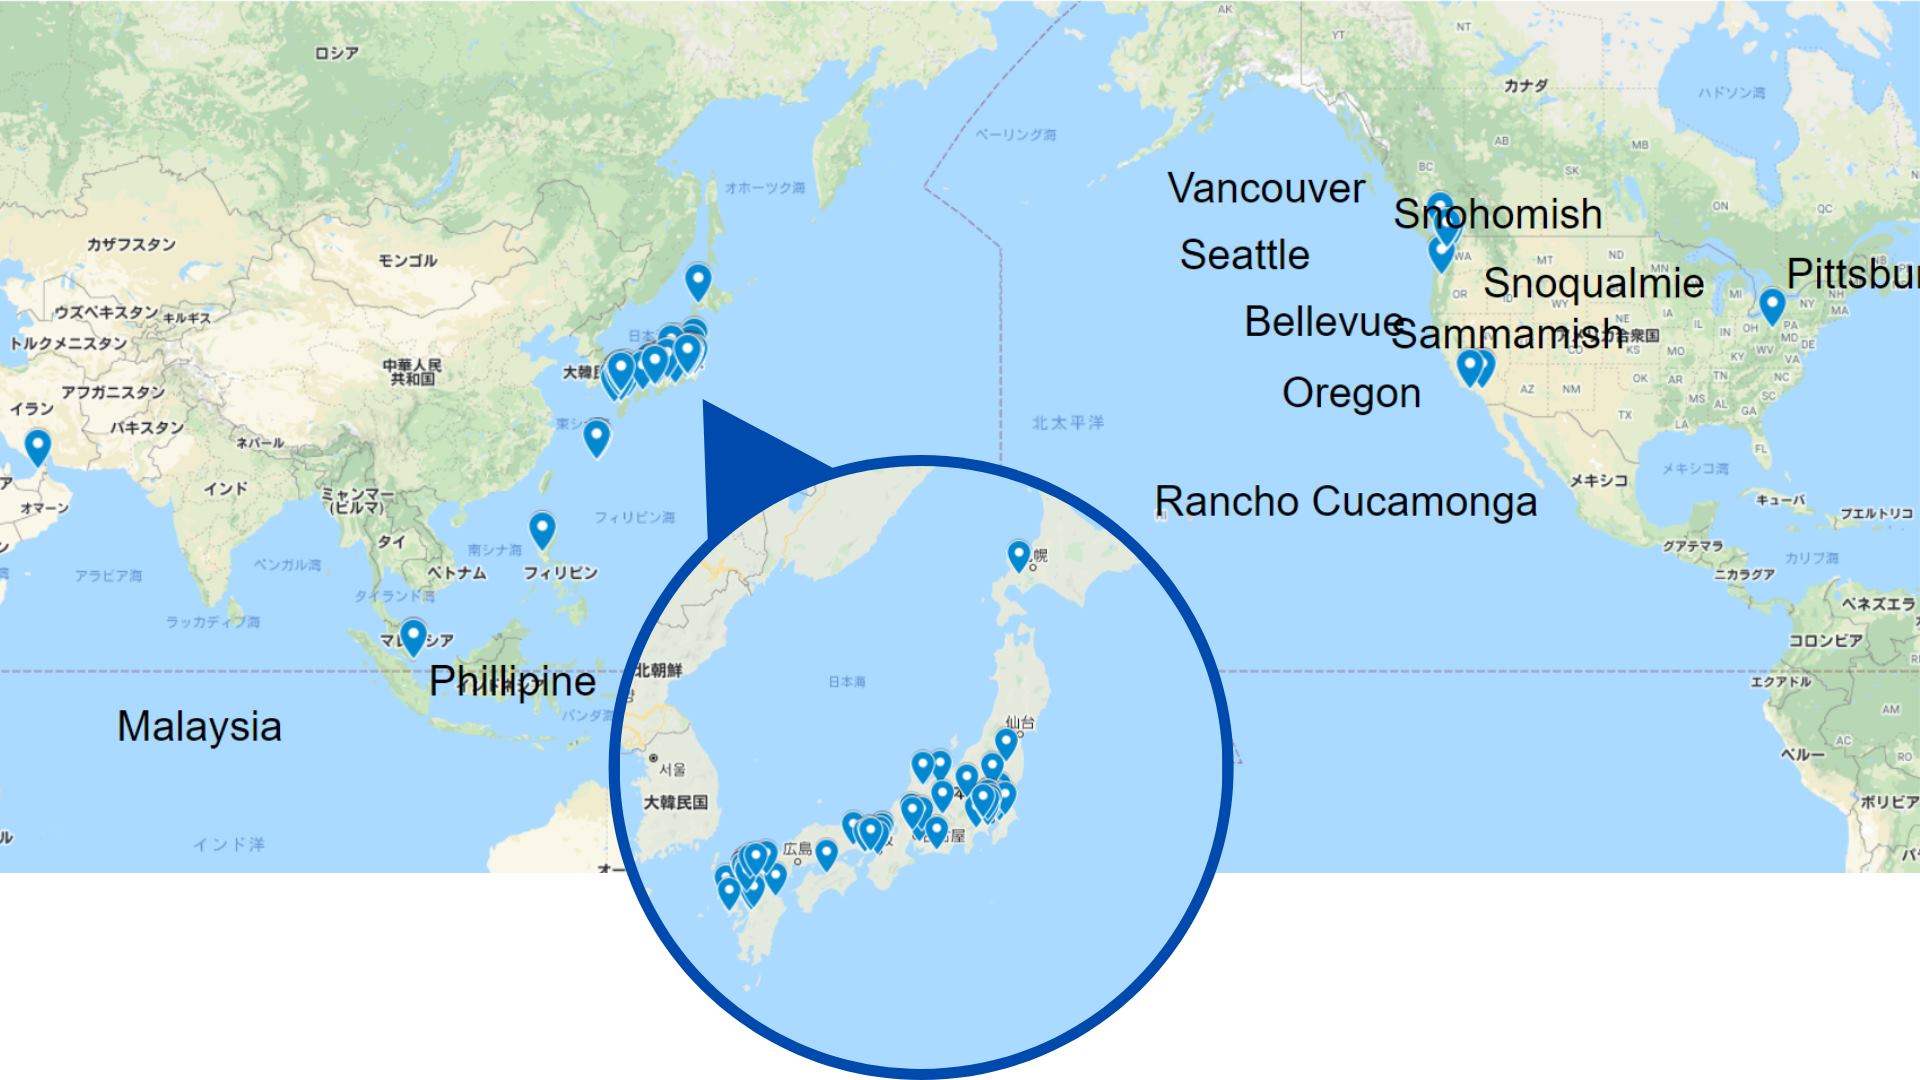 AK
NT
YT
ロシア
カナダ
ハドソン湾
ベーリング海
AB
MB
BC
SK
オホーツク海
Vancouver
ON
QC
Snohomish
カザフスタン
モンゴル
Seattle
WA
MT
ND
MN
NB
Pittsbur
Snoqualmie
OR
ID
WY
MI
NH
NY
MA
ウズベキスタン
キルギス
Bellevue
Sammamish
NE
IA
IL
IN
OH
PA
トルクメニスタン
日本
中華人民
共和国
大韓民
CO
KS
MO
KY
WV
MD
DE
VA
アフガニスタン
Oregon
AZ
NM
OK
AR
TN
NC
MS
AL
SC
GA
TX
LA
イラン
パキスタン
東シ
北太平洋
ネパール
FL
メキシコ湾
インド
ミャンマー
(ビルマ)
メキシコ
キューバ
Rancho Cucamonga
プエルトリコ
オマーン
フィリピン海
タイ
南シナ海
グアテマラ
カリブ海
ベンガル湾
ベトナム
フィリピン
ニカラグア
アラビア海
タイランド湾
ラッカディブ海
ベネズエラ
マレ
シア
コロンビア
幌
北朝鮮
Phillipine
日本海
エクアドル
バンダ海
AM
Malaysia
仙台
AC
RO
ペルー
서울
大韓民国
ボリビア
屋
広島
インド洋
オー